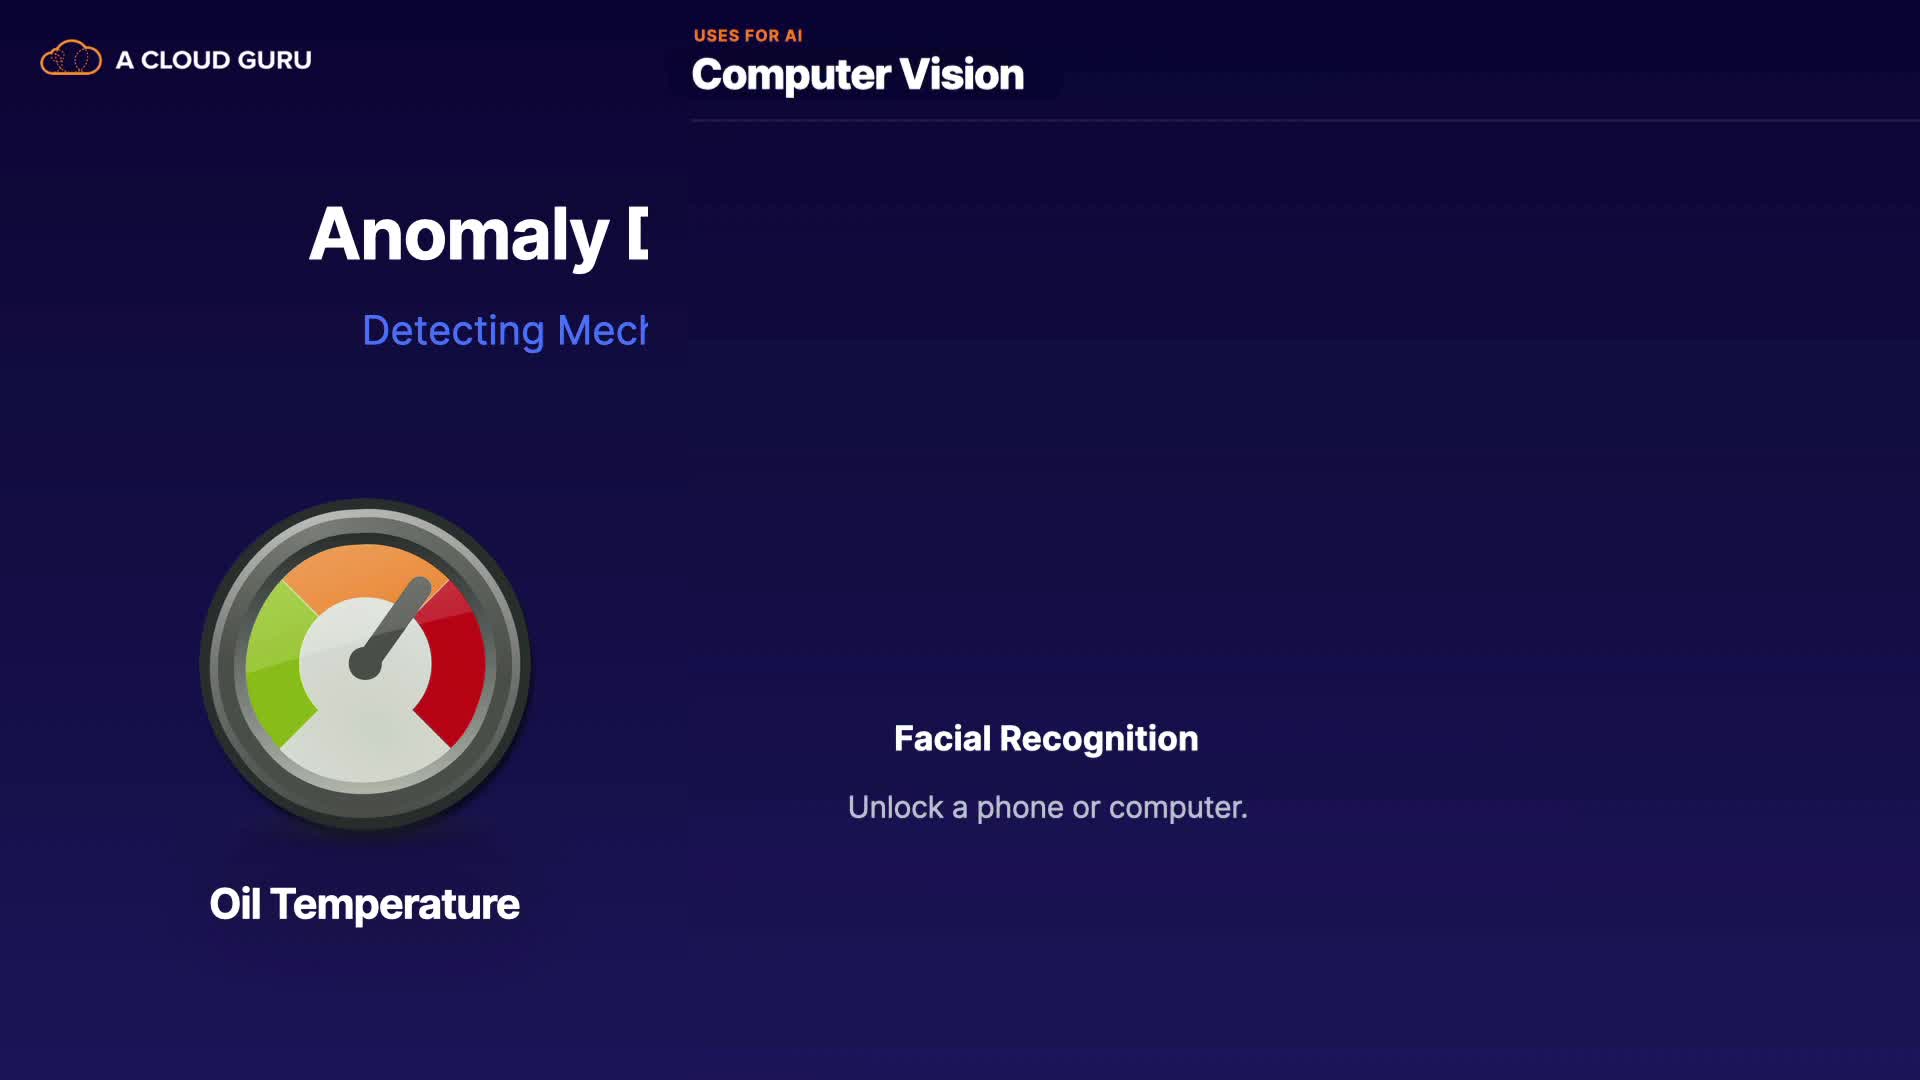 A CLOUD GURU
USES FOR AI
Computer Vision
Anomaly
Detecting
Oil Temperature
Facial Recognition
Unlock a phone or computer.